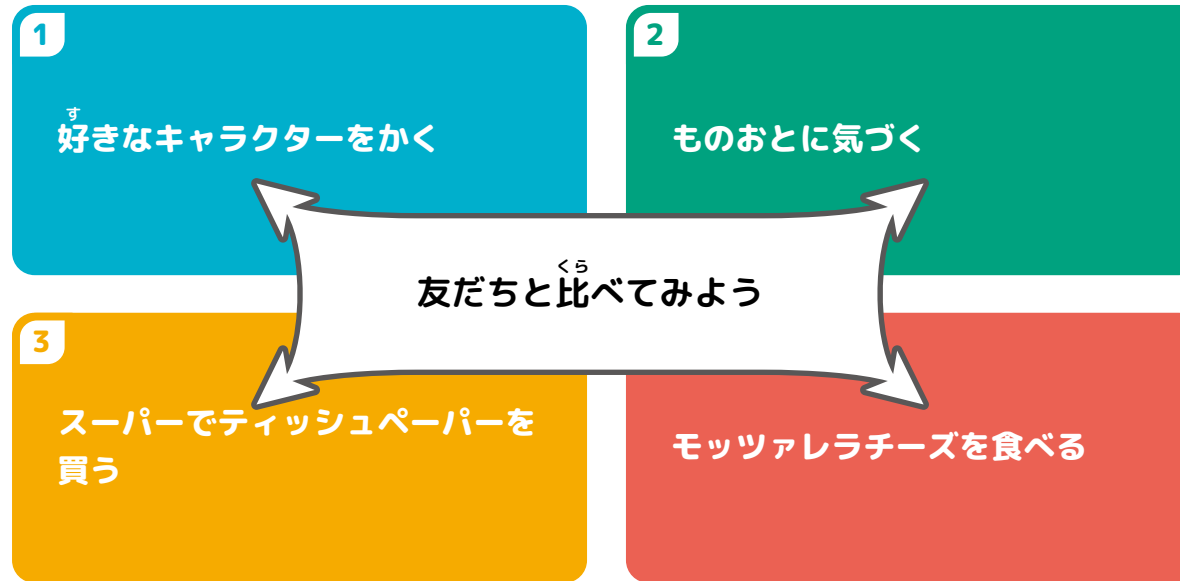 1
好きなキャラクターをかく
す
2
ものおとに気づく
友だちと比べてみよう
くら
3
スーパーでティッシュペーパーを
買う
モッツァレラチーズを食べる